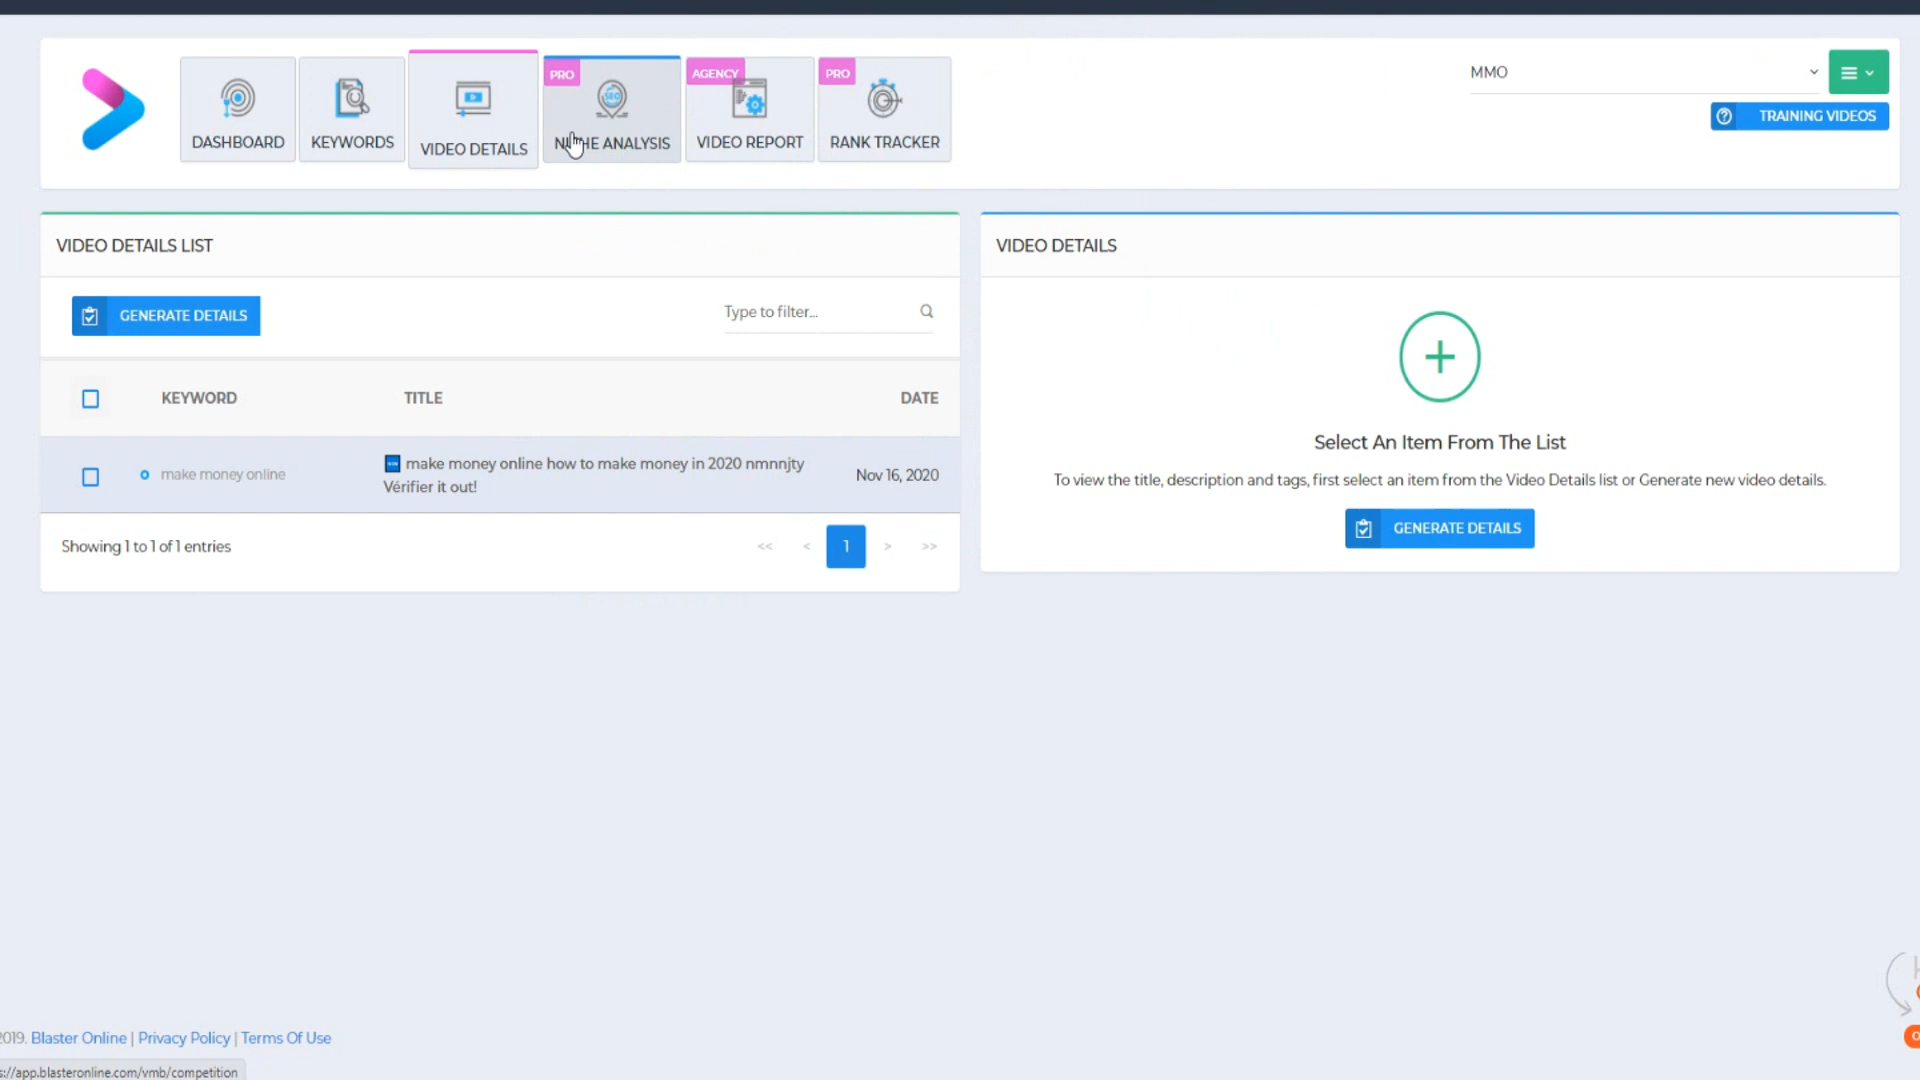 PRO
AGENCY
PRO
DASHBOARD
KEYWORDS
VIDEO DETAILS
NICHE ANALYSIS
VIDEO REPORT
RANK TRACKER
MMO
TRAINING VIDEOS
VIDEO DETAILS LIST
GENERATE DETAILS
Type to filter...
KEYWORD TITLE DATE
make money online
make money online how to make money in 2020 nmnnjty
Vérifier it out!
Nov 16, 2020
Showing 1 to 1 of 1 entries
<< < 1 > >>
VIDEO DETAILS
Select An Item From The List
To view the title, description and tags, first select an item from the Video Details list or Generate new video details.
GENERATE DETAILS
2019. Blaster Online | Privacy Policy | Terms Of Use
s://app.blasteronline.com/vmb/competition